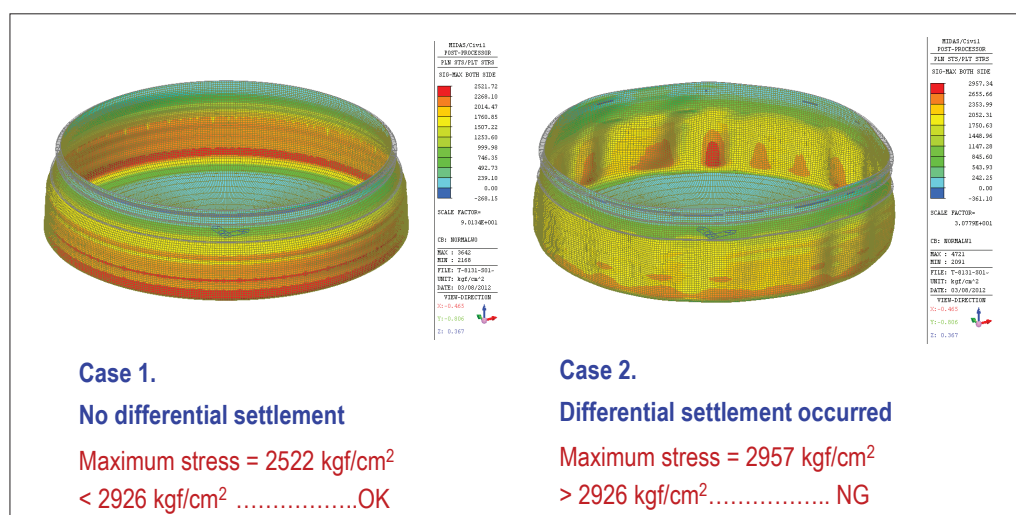 MIDAS/Civil
POST-PROCESSOR
PLN STS/PLT STRS
SIG-MAX BOTH SIDE
2521.72
2268.10
2014.47
1760.85
1507.22
1253.60
999.98
746.35
492.73
239.10
0.00
-268.15
SCALE FACTOR=
9.0134E+001
CB: NORMALW0
MAX : 3642
MIN : 2168
FILE: T-8131-S01-
UNIT: kgf/cm^2
DATE: 03/08/2012
VIEW-DIRECTION
X:-0.465
Y:-0.806
Z: 0.367
MIDAS/Civil
POST-PROCESSOR
PLN STS/PLT STRS
SIG-MAX BOTH SIDE
2957.34
2655.66
2353.99
2052.31
1750.63
1448.96
1147.28
845.60
543.93
242.25
0.00
-361.10
SCALE FACTOR=
3.0779E+001
CB: NORMALW1
MAX : 4721
MIN : 2091
FILE: T-8131-S01-
UNIT: kgf/cm^2
DATE: 03/08/2012
VIEW-DIRECTION
X:-0.465
Y:-0.806
Z: 0.367
Case 1.
No differential settlement
Maximum stress = 2522 kgf/cm²
< 2926 kgf/cm² ……………..OK
Case 2.
Differential settlement occurred
Maximum stress = 2957 kgf/cm²
> 2926 kgf/cm²……………. NG